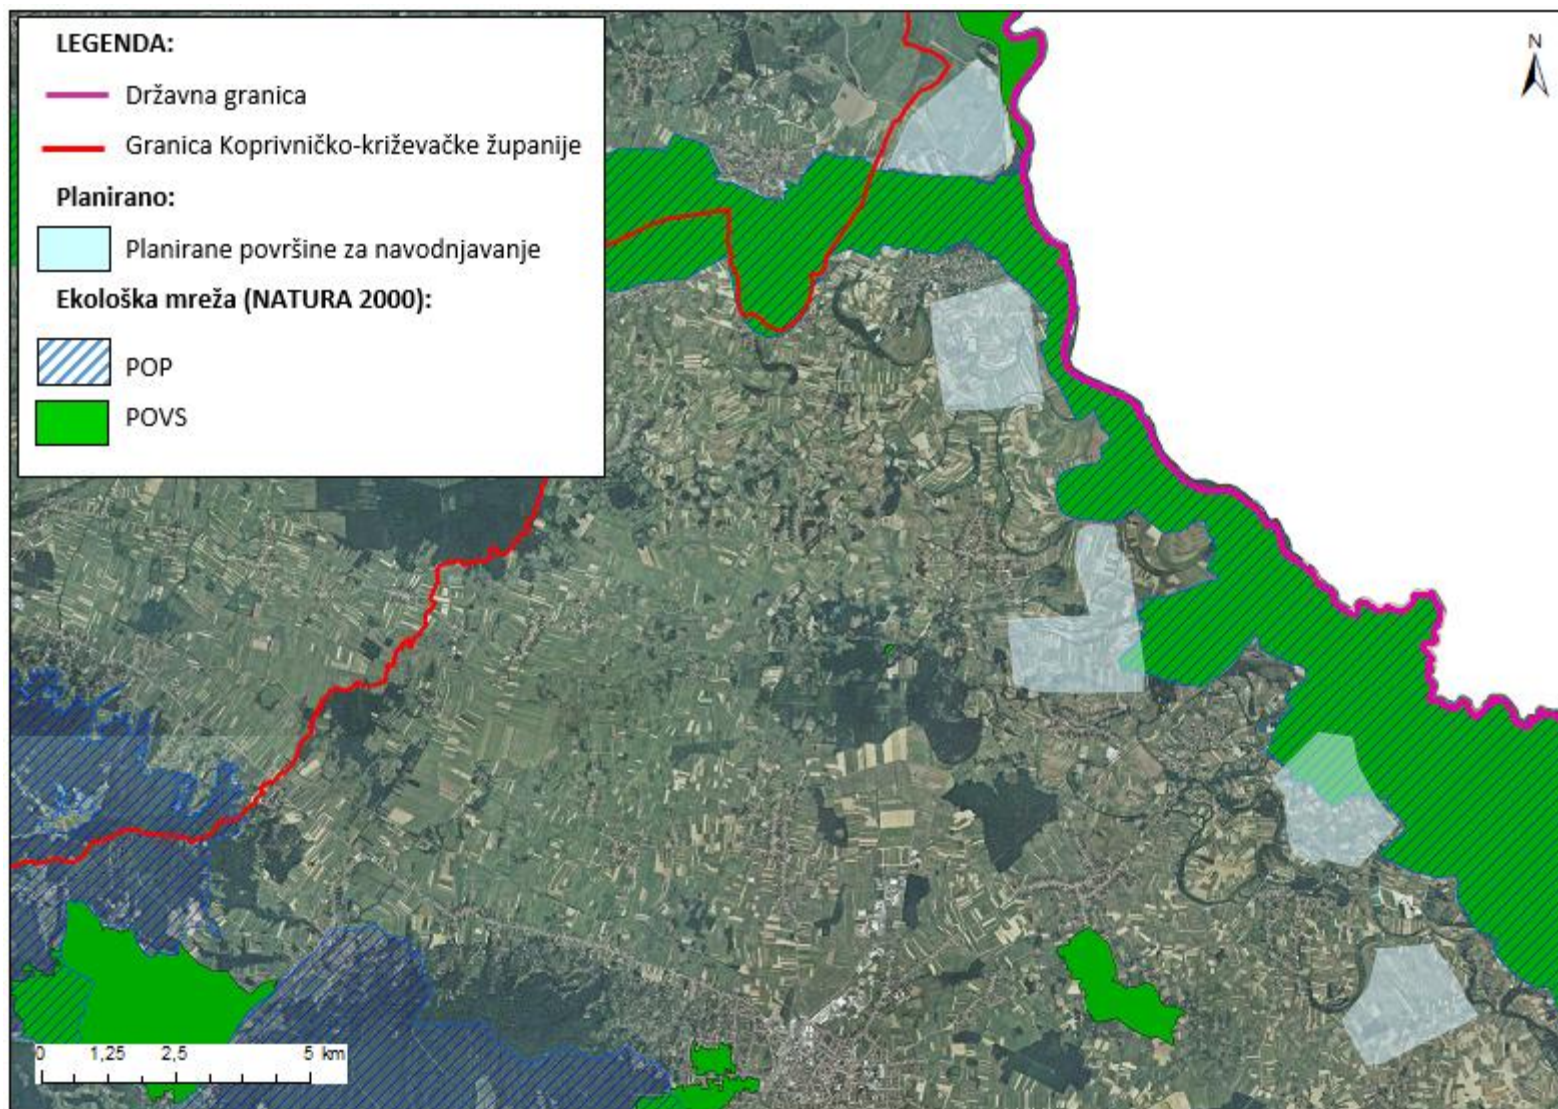 LEGENDA:
Državna granica
Granica Koprivničko-križevačke županije
Planirano:
Planirane površine za navodnjavanje
Ekološka mreža (NATURA 2000):
POP
POVS
N
0 1,25 2,5 5 km